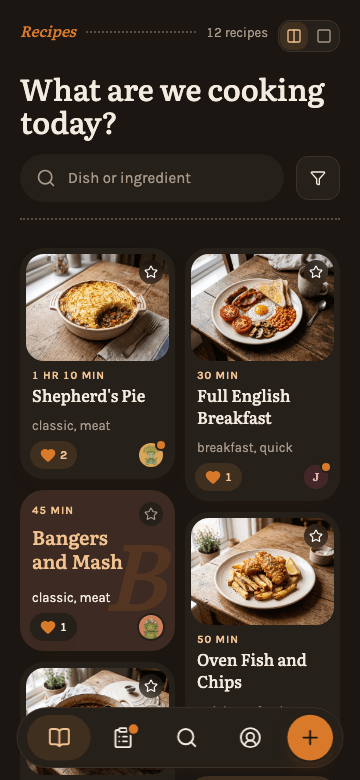 Recipes
12 recipes
What are we cooking
today?
Dish or ingredient
1 HR 10 MIN
Shepherd's Pie
classic, meat
2
30 MIN
Full English
Breakfast
breakfast, quick
1
J
45 MIN
Bangers
and Mash
B
classic, meat
1
50 MIN
Oven Fish and
Chips